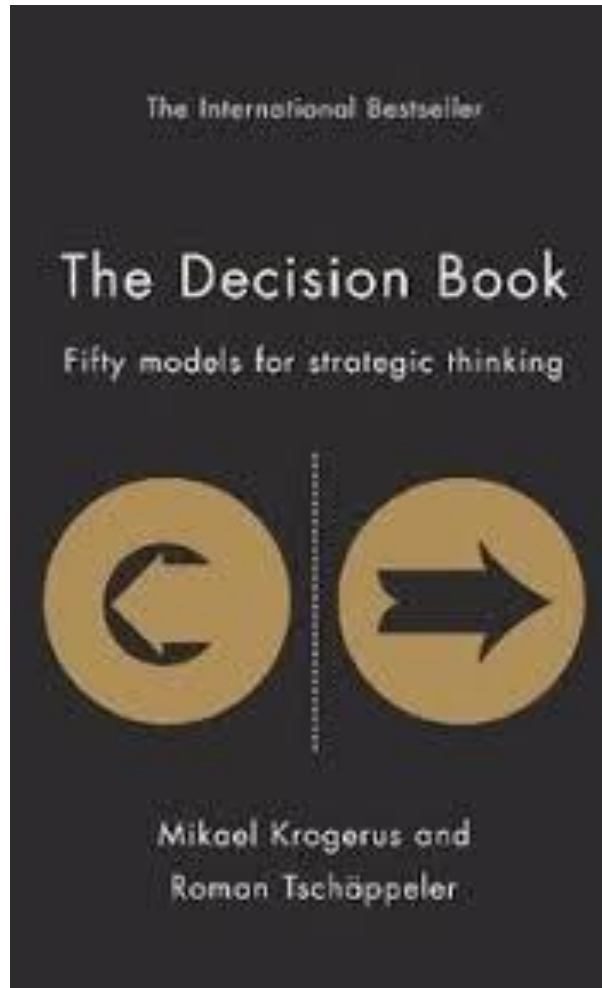 The International Bestseller
The Decision Book
Fifty models for strategic thinking
Mikael Krogerus and
Roman Tschäppeler